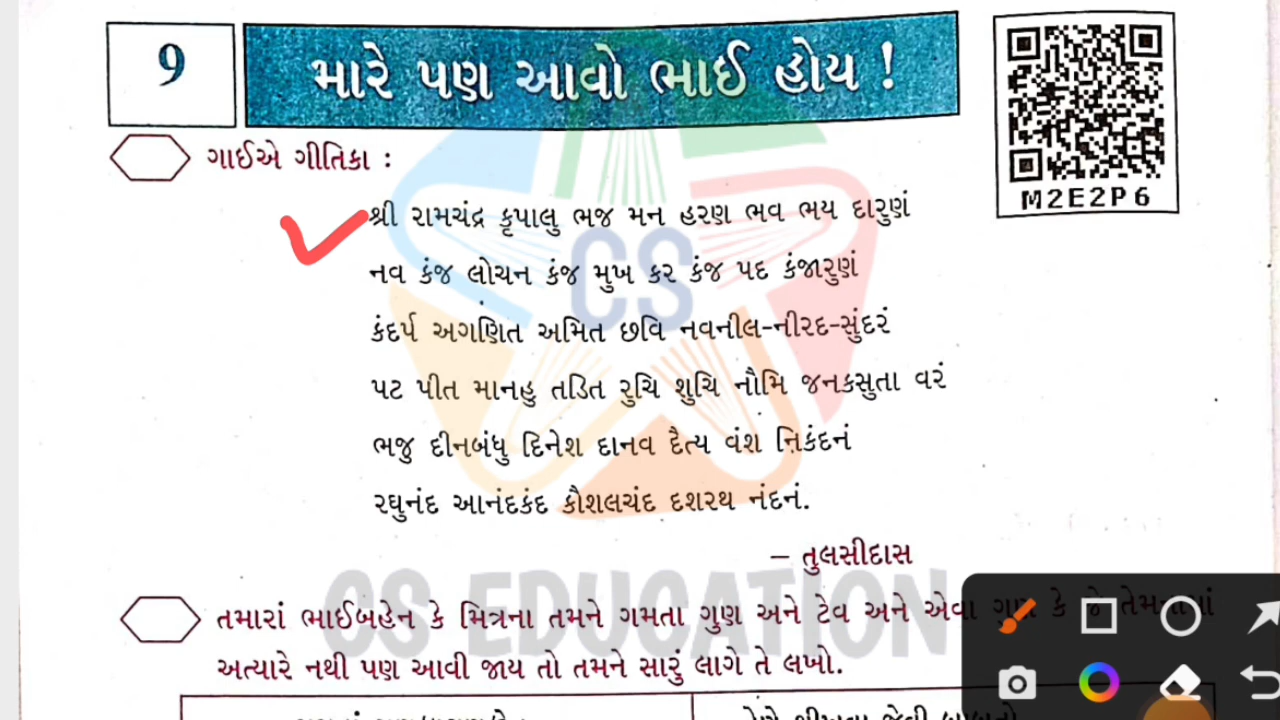 9
મારે પણ આવો ભાઈ હોય !
M2E2P6
ગાઈએ ગીતિકા :
શ્રી રામચંદ્ર કૃપાલુ ભજ મન હરણ ભવ ભય દારુણં
નવ કંજ લોચન કંજ મુખ કર કંજ પદ કંજારુણં
કંદર્પ અગણિત અમિત છવિ નવનીલ-નીરદ-સુંદરં
પટ પીત માનહુ તડિત રુચિ શુચિ નૌમિ જનકસુતા વરં
ભજુ દીનબંધુ દિનેશ દાનવ દૈત્ય વંશ નિકંદનં
રઘુનંદ આનંદકંદ કૌશલચંદ દશરથ નંદનં.
– તુલસીદાસ
CS
CS EDUCATION
તમારાં ભાઈબહેન કે મિત્રના તમને ગમતા ગુણ અને ટેવ અને એવા ગુણ કે જે
અત્યારે નથી પણ આવી જાય તો તમને સારું લાગે તે લખો.